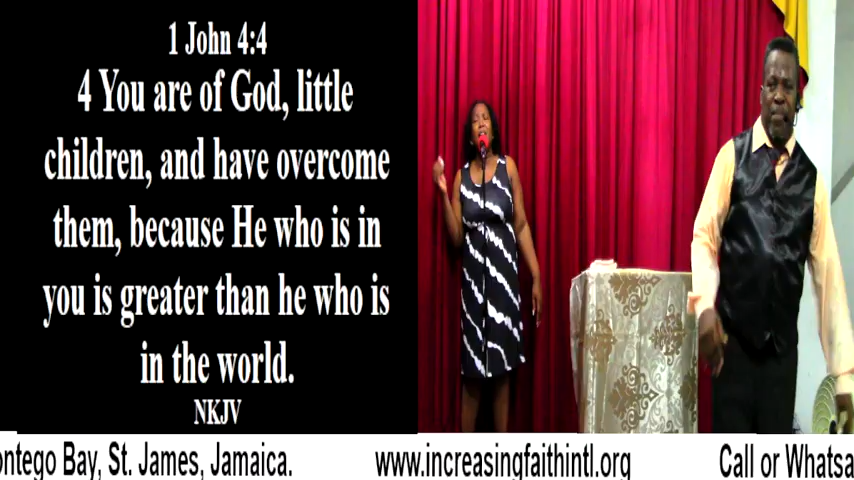 1 John 4:4
4 You are of God, little
children, and have overcome
them, because He who is in
you is greater than he who is
in the world.
NKJV
ontego Bay, St. James, Jamaica. www.increasingfaithintl.org Call or Whatsa